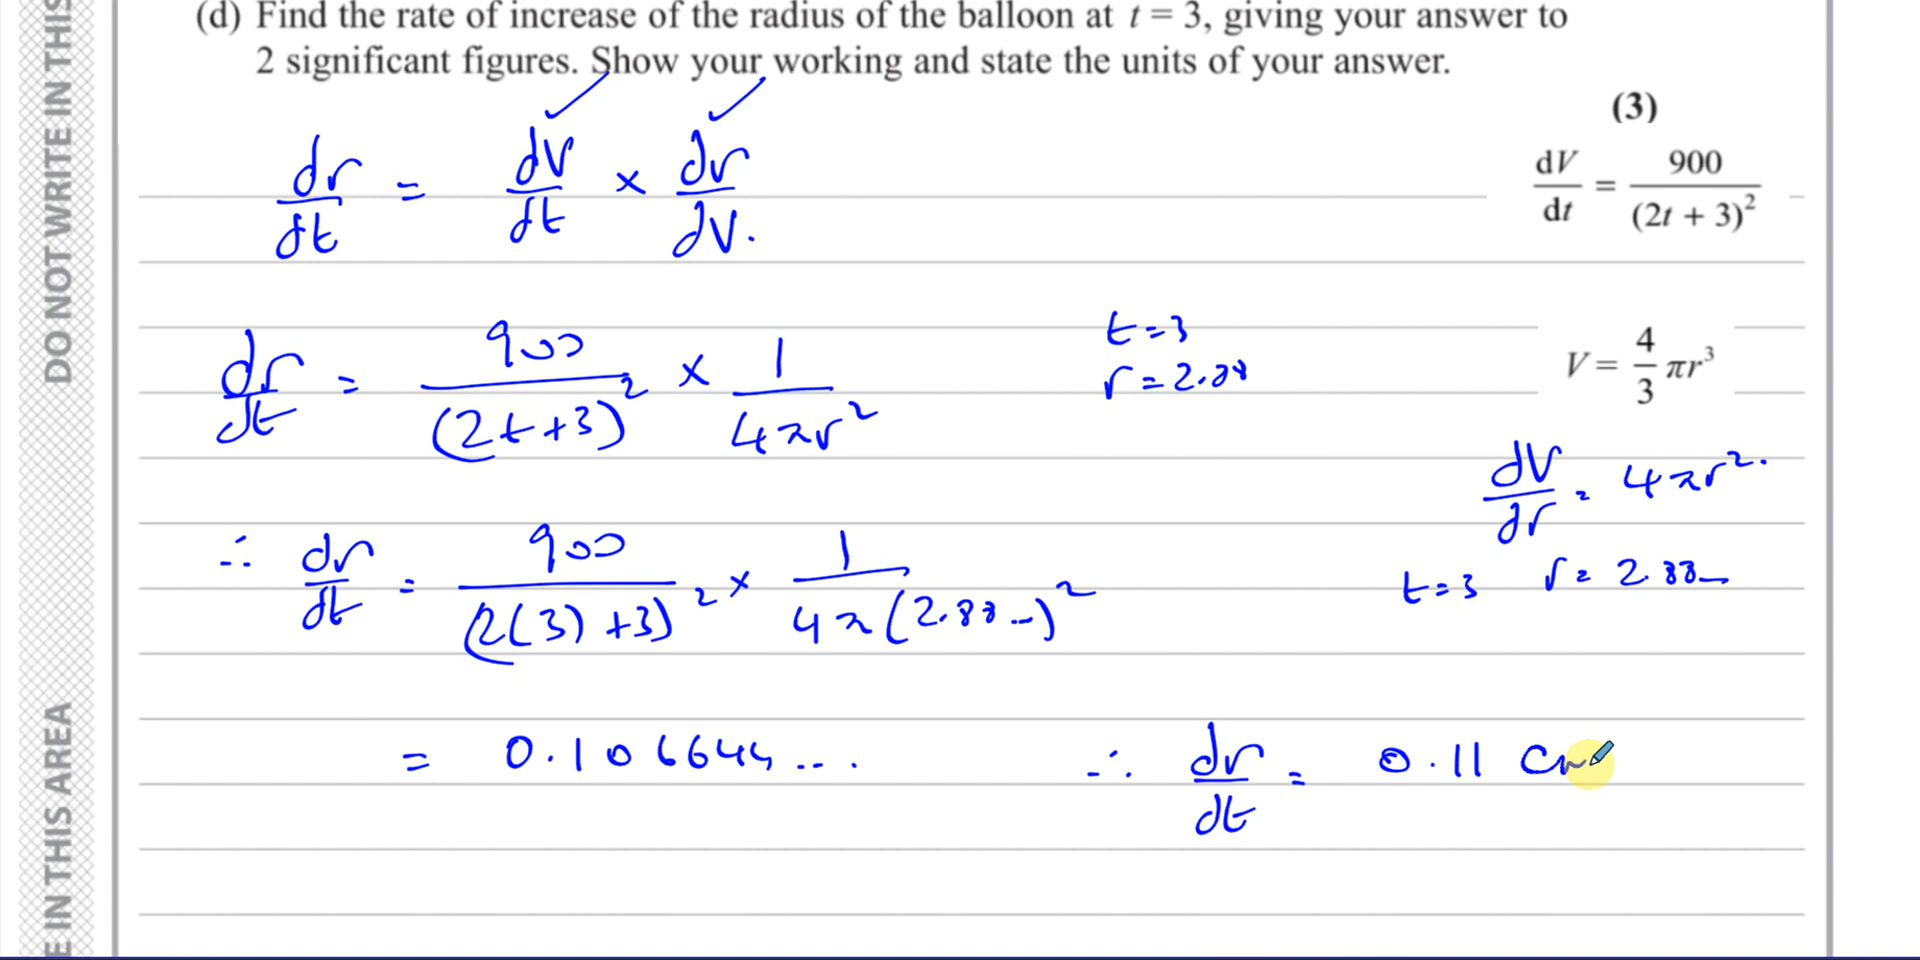 (d) Find the rate of increase of the radius of the balloon at t = 3, giving your answer to
2 significant figures. Show your working and state the units of your answer.
(3)
dr/dt = dV/dt × dr/dV.
dV/dt = 900/(2t + 3)²
dr/dt = 900/(2t+3)² × 1/4πr²
t=3
r=2.88
V = 4/3 πr³
dV/dr = 4πr².
t=3 r=2.88
∴ dr/dt = 900/(2(3)+3)² × 1/4π(2.88...)²
= 0.106644...
∴ dr/dt = 0.11 cm
DO NOT WRITE IN THIS
E IN THIS AREA